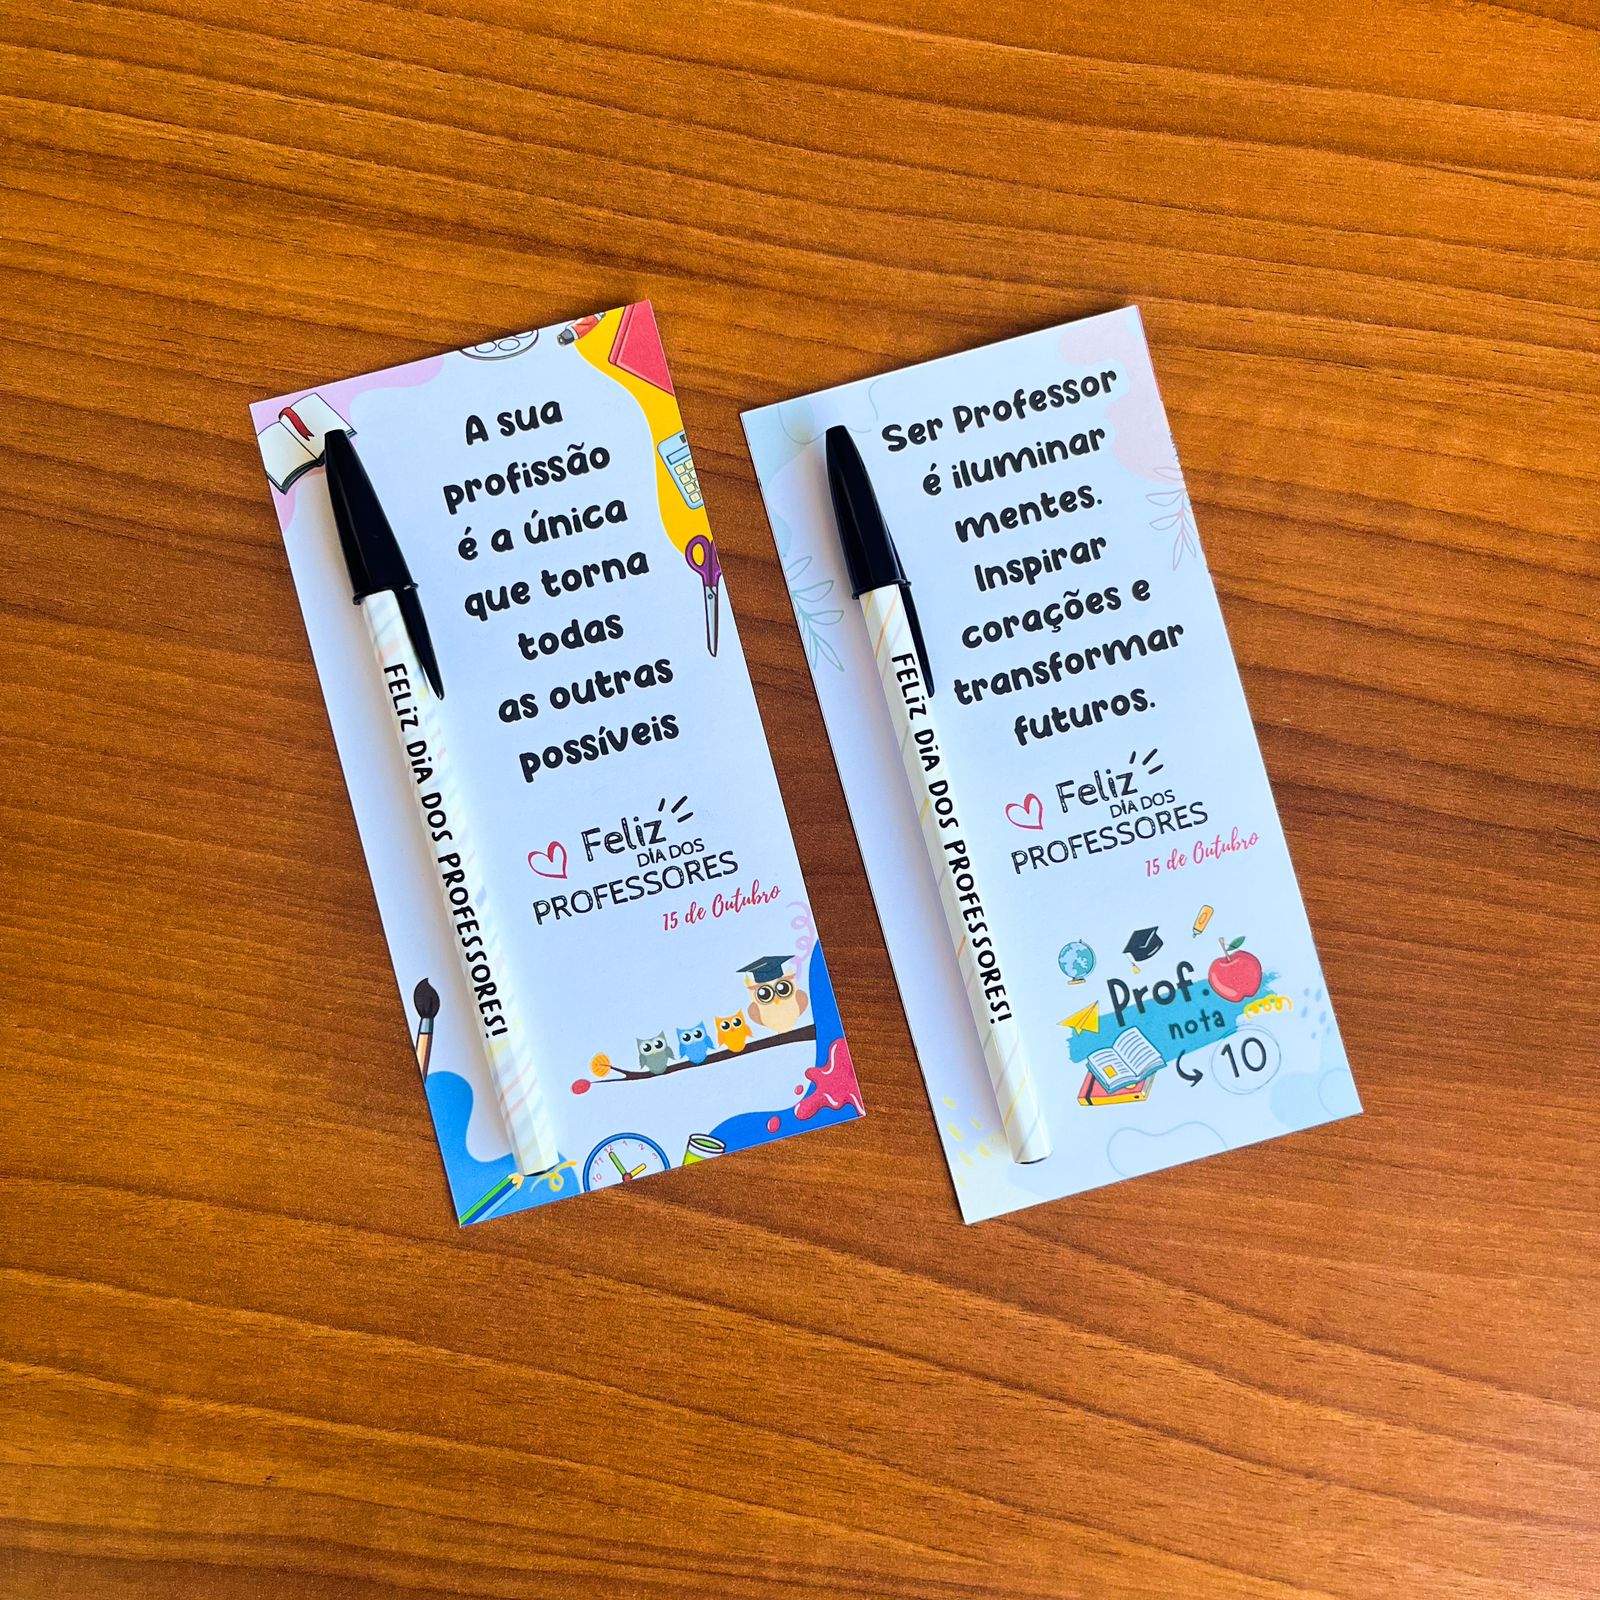 A sua
profissão
é a única
que torna
todas
as outras
possíveis
Feliz
DIA DOS
PROFESSORES
15 de Outubro
FELIZ DIA DOS PROFESSORES!
Ser Professor
é iluminar
mentes.
Inspirar
corações e
transformar
futuros.
Feliz
DIA DOS
PROFESSORES
15 de Outubro
FELIZ DIA DOS PROFESSORES!
Prof.
nota
10